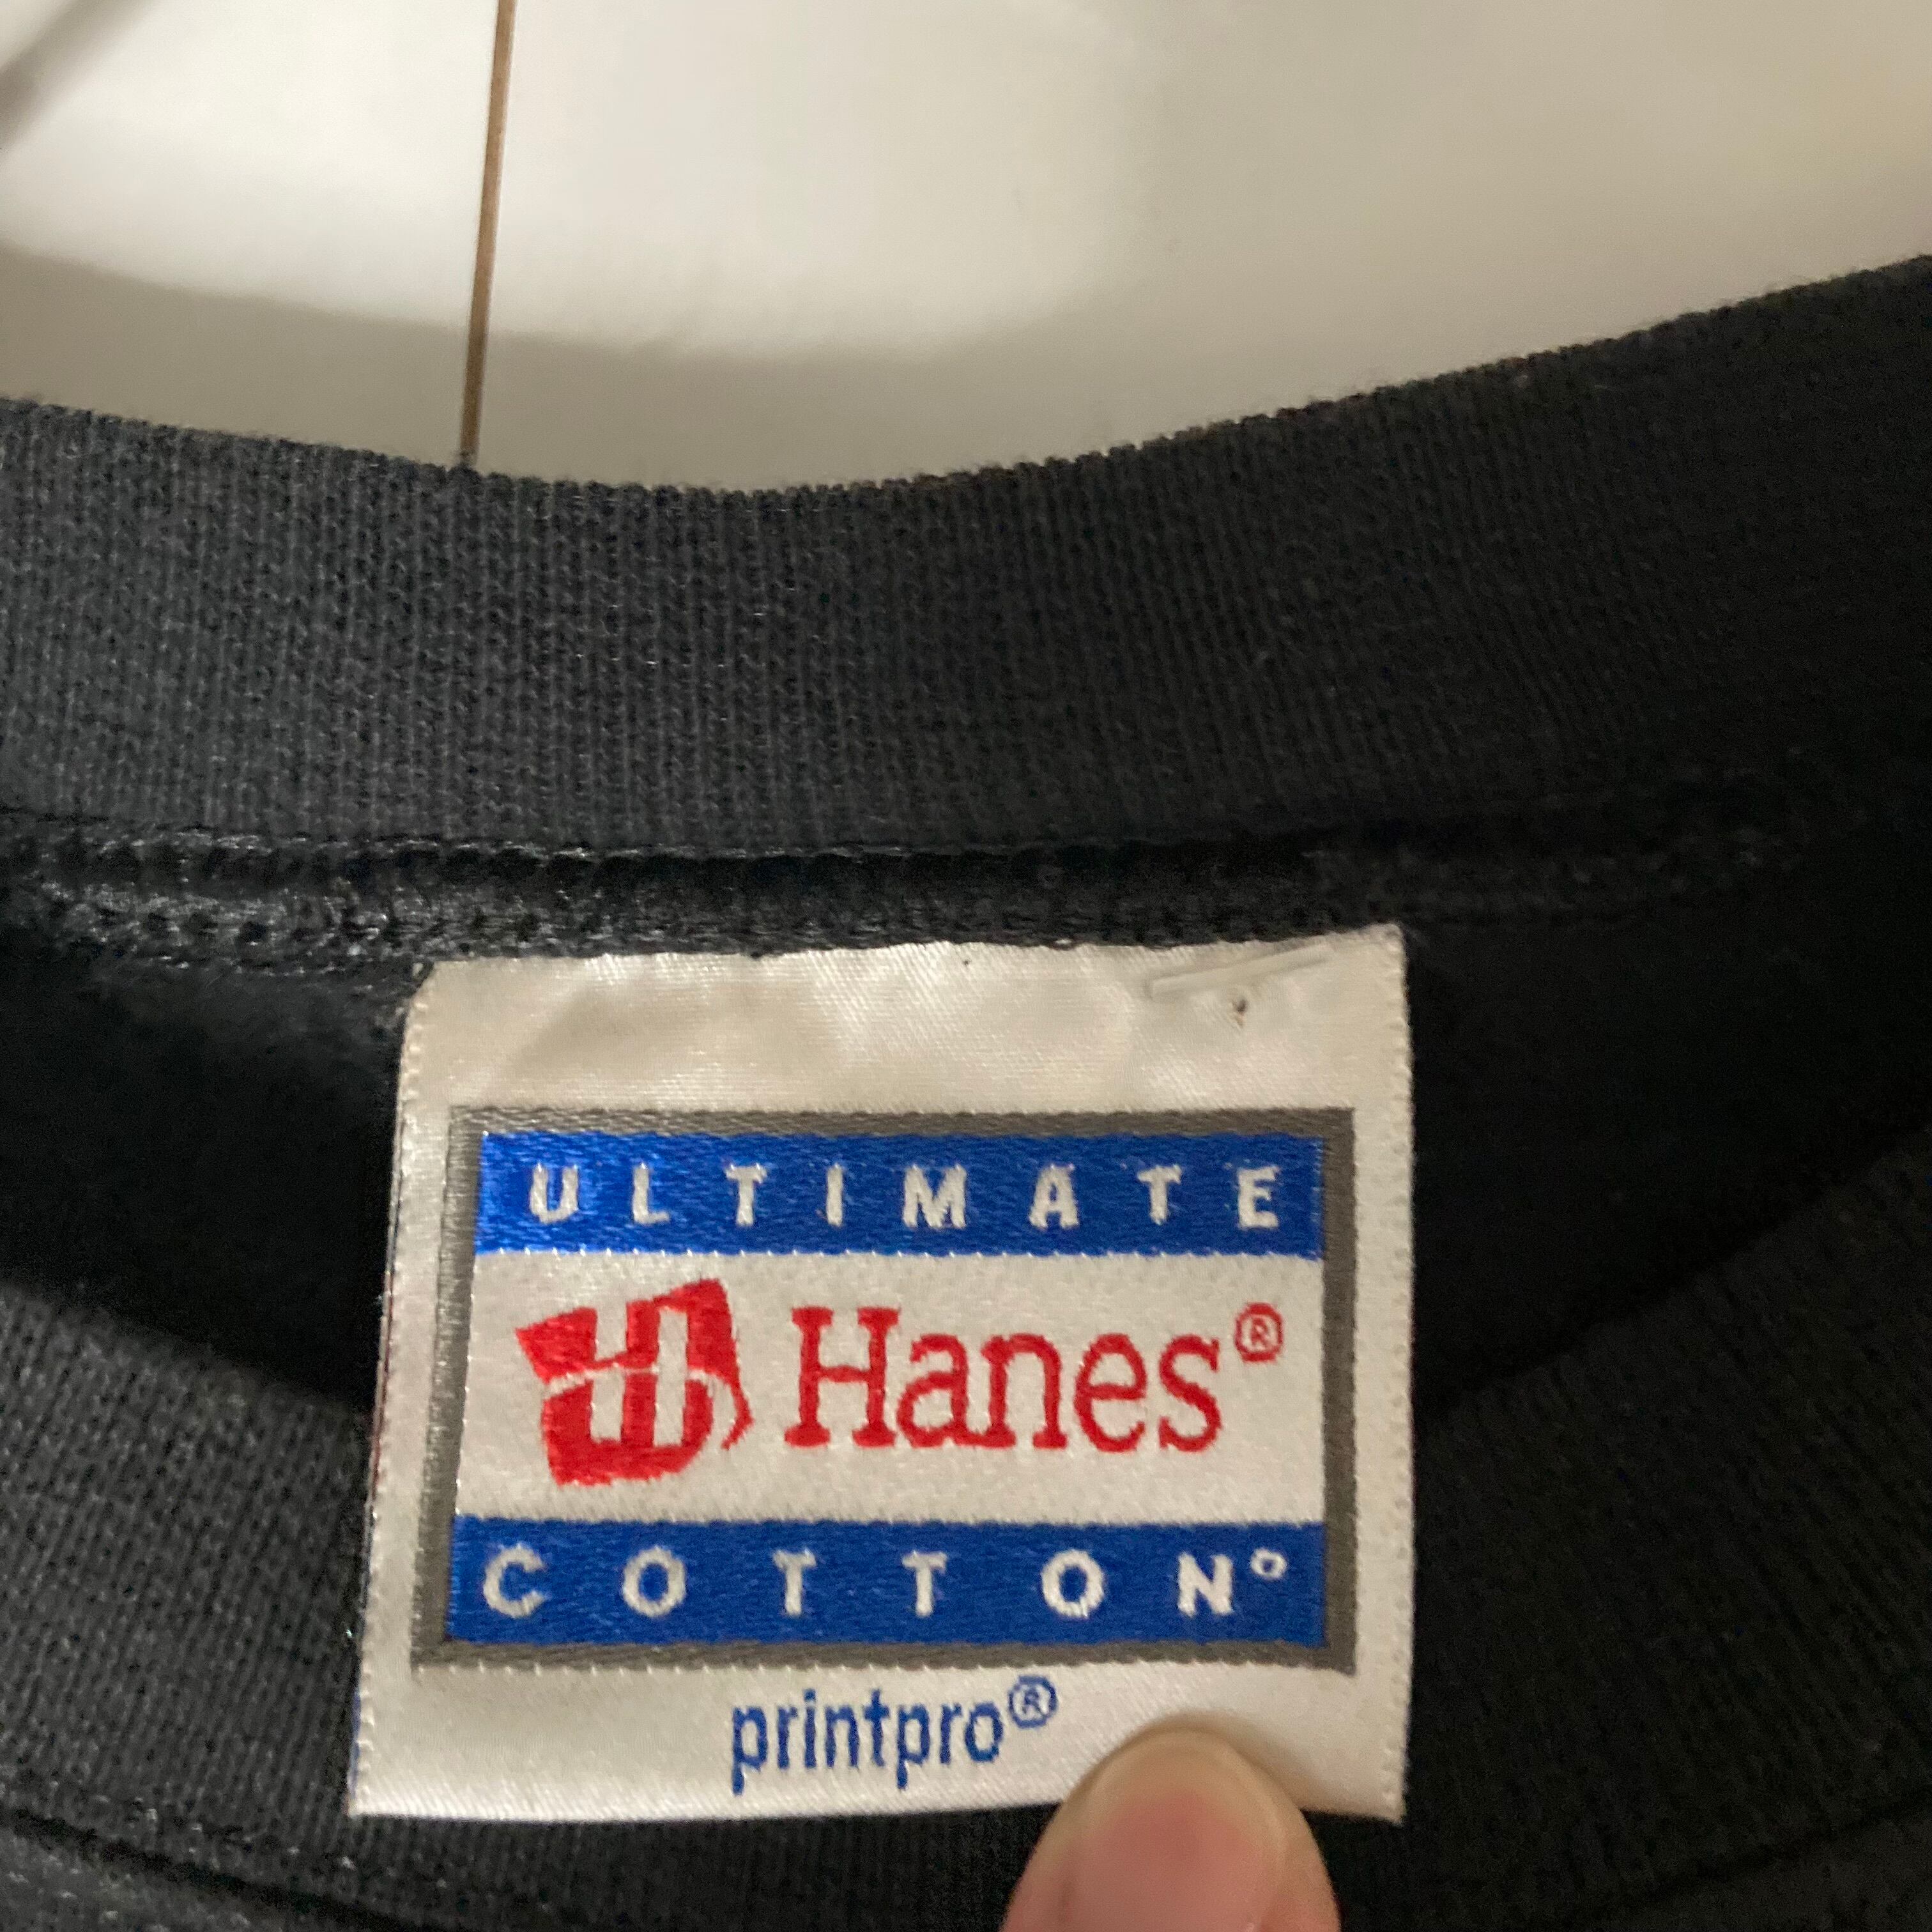 ULTIMATE
H Hanes®
COTTON®
printpro®